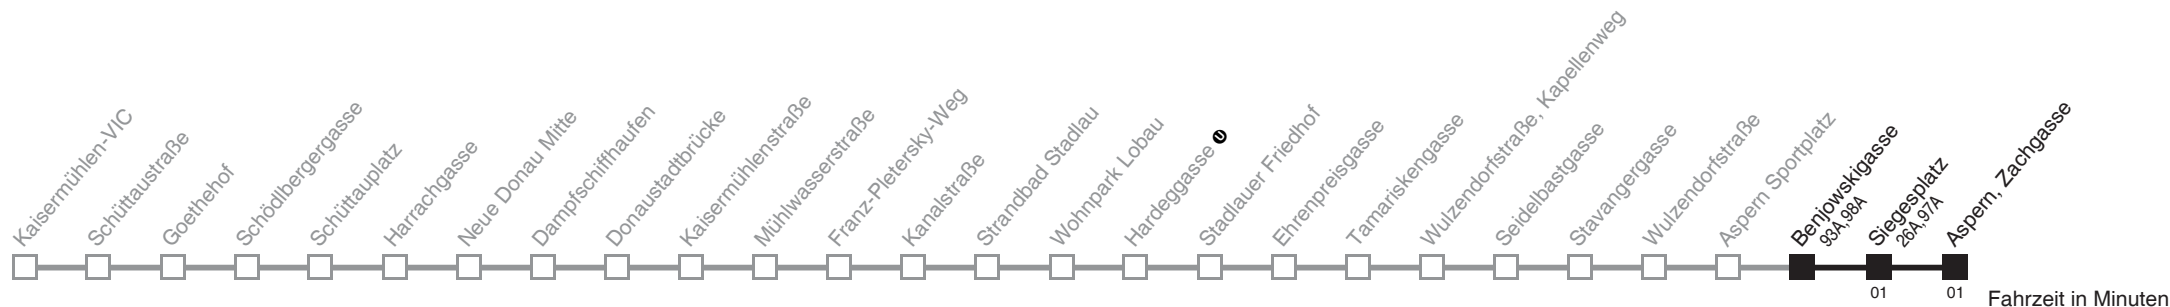 Kaisermühlen-VIC
Schüttaustraße
Goethehof
Schödlbergergasse
Schüttauplatz
Harrachgasse
Neue Donau Mitte
Dampfschiffhaufen
Donaustadtbrücke
Kaisermühlenstraße
Mühlwasserstraße
Franz-Pletersky-Weg
Kanalstraße
Strandbad Stadlau
Wohnpark Lobau
Hardeggasse U
Stadlauer Friedhof
Ehrenpreisgasse
Tamariskengasse
Wulzendorfstraße, Kapellenweg
Seidelbastgasse
Stavangergasse
Wulzendorfstraße
Aspern Sportplatz
Benjowskigasse
93A,98A
Siegesplatz
26A,97A
Aspern, Zachgasse
01
01
Fahrzeit in Minuten